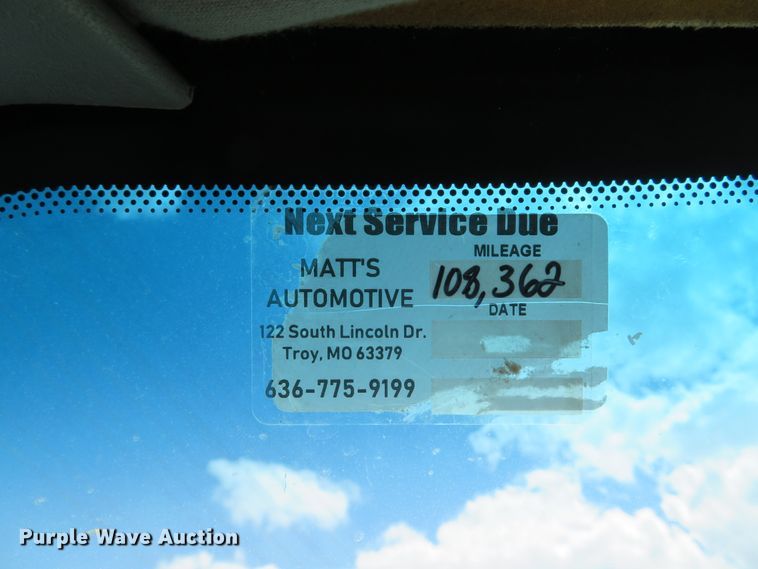 Next Service Due
MATT'S
AUTOMOTIVE
122 South Lincoln Dr.
Troy, MO 63379
636-775-9199
MILEAGE
108,362
DATE
Purple Wave Auction